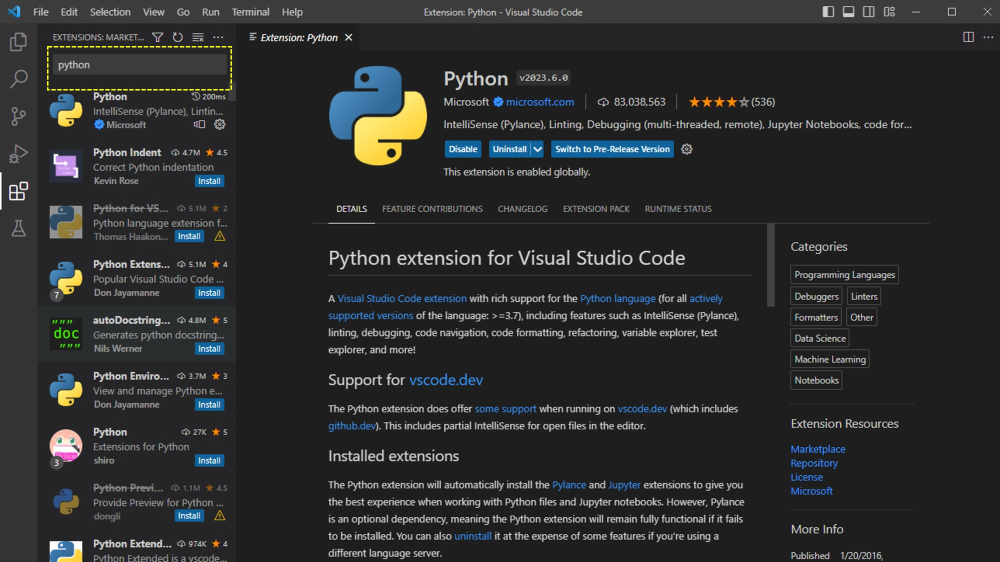 File Edit Selection View Go Run Terminal Help
Extension: Python - Visual Studio Code
EXTENSIONS: MARKET...
python
Python 200ms
IntelliSense (Pylance), Lintin...
Microsoft
Python Indent 4.7M 4.5
Correct Python indentation
Kevin Rose Install
Python for VS... 5.1M 2
Python language extension f...
Thomas Haakon... Install
Python Extens... 5.1M 4
Popular Visual Studio Code ...
7 Don Jayamanne Install
""" doc """
autoDocstring... 4.8M 5
Generates python docstring...
Nils Werner Install
Python Enviro... 3.7M 3
View and manage Python e...
Don Jayamanne Install
Python 27K 5
Extensions for Python
3 shiro Install
Python Previ... 1.1M 4.5
Provide Preview for Python ...
dongli Install
Python Extend... 974K 4
Python Extended is a vscode...
Extension: Python
Python v2023.6.0
Microsoft microsoft.com 83,038,563 (536)
IntelliSense (Pylance), Linting, Debugging (multi-threaded, remote), Jupyter Notebooks, code for...
Disable Uninstall Switch to Pre-Release Version
This extension is enabled globally.
DETAILS FEATURE CONTRIBUTIONS CHANGELOG EXTENSION PACK RUNTIME STATUS
Python extension for Visual Studio Code
A Visual Studio Code extension with rich support for the Python language (for all actively
supported versions of the language: >=3.7), including features such as IntelliSense (Pylance),
linting, debugging, code navigation, code formatting, refactoring, variable explorer, test
explorer, and more!
Support for vscode.dev
The Python extension does offer some support when running on vscode.dev (which includes
github.dev). This includes partial IntelliSense for open files in the editor.
Installed extensions
The Python extension will automatically install the Pylance and Jupyter extensions to give you
the best experience when working with Python files and Jupyter notebooks. However, Pylance
is an optional dependency, meaning the Python extension will remain fully functional if it fails
to be installed. You can also uninstall it at the expense of some features if you're using a
different language server.
Categories
Programming Languages
Debuggers Linters
Formatters Other
Data Science
Machine Learning
Notebooks
Extension Resources
Marketplace
Repository
License
Microsoft
More Info
Published 1/20/2016,